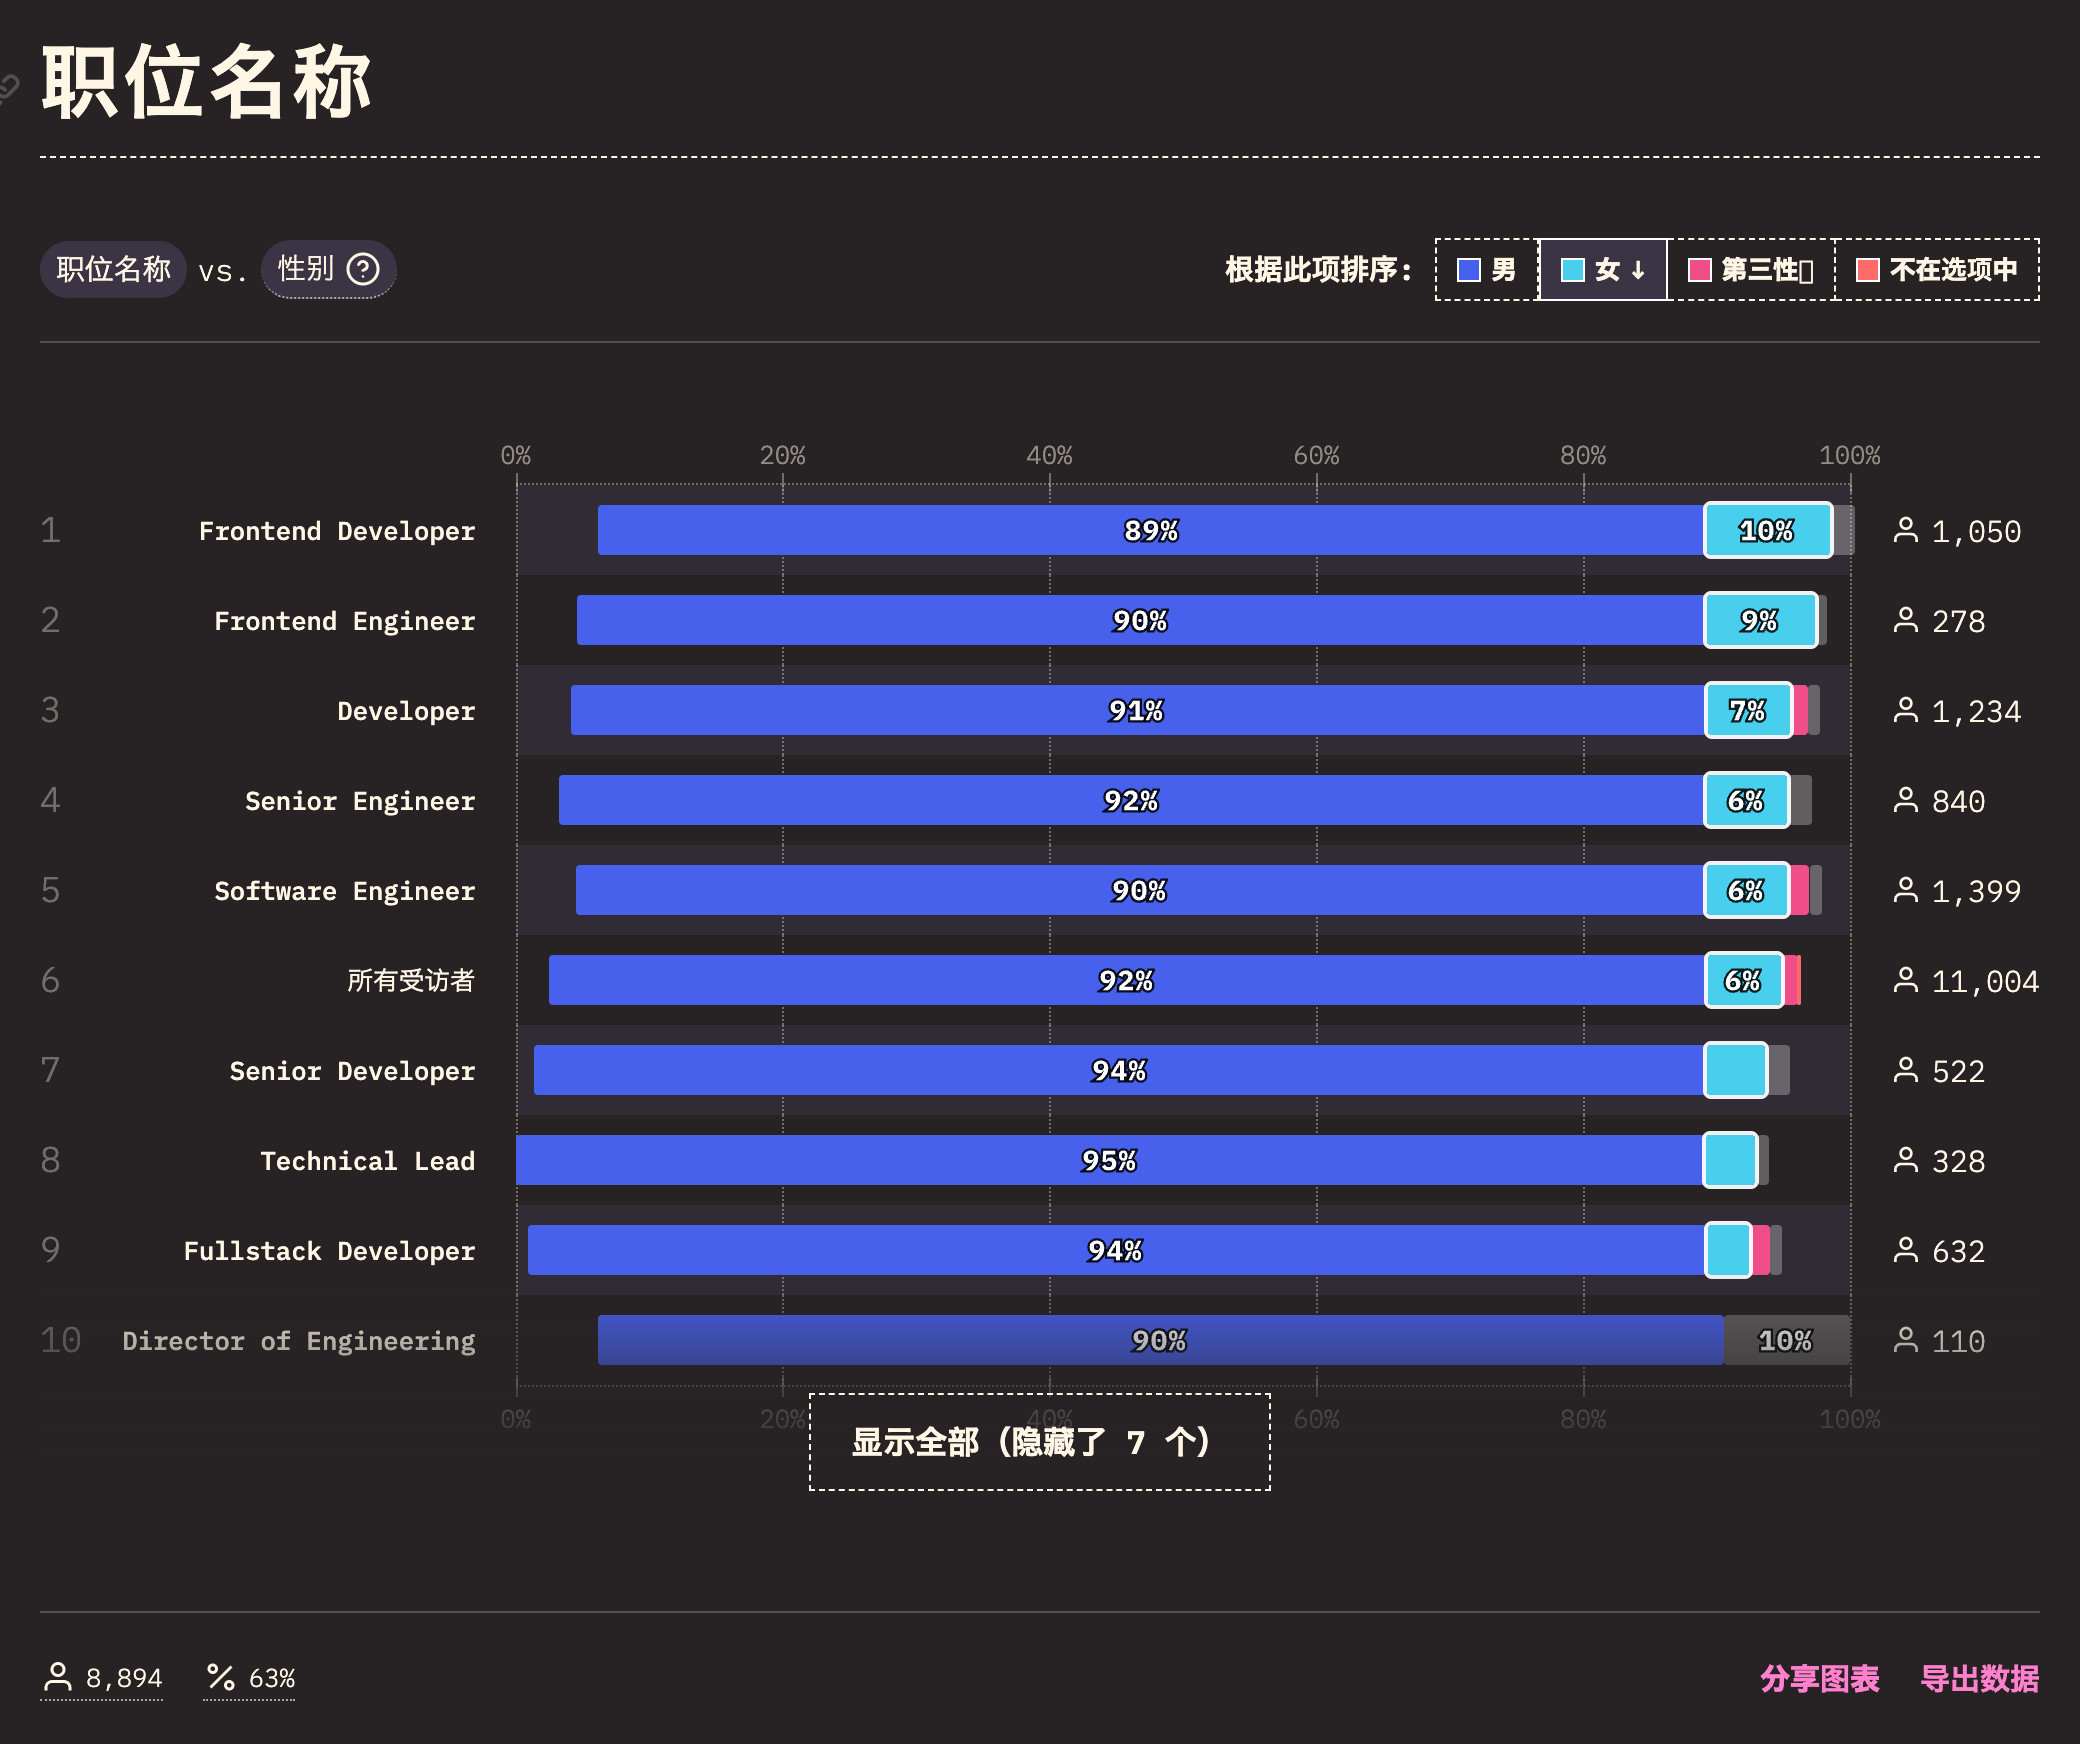 职位名称
职位名称 vs. 性别
根据此项排序: 男 女 ↓ 第三性 不在选项中
0% 20% 40% 60% 80% 100%
1 Frontend Developer 89% 10% 1,050
2 Frontend Engineer 90% 9% 278
3 Developer 91% 7% 1,234
4 Senior Engineer 92% 6% 840
5 Software Engineer 90% 6% 1,399
6 所有受访者 92% 6% 11,004
7 Senior Developer 94% 522
8 Technical Lead 95% 328
9 Fullstack Developer 94% 632
10 Director of Engineering 90% 10% 110
0% 20% 40% 60% 80% 100%
显示全部（隐藏了 7 个）
8,894 63%
分享图表 导出数据